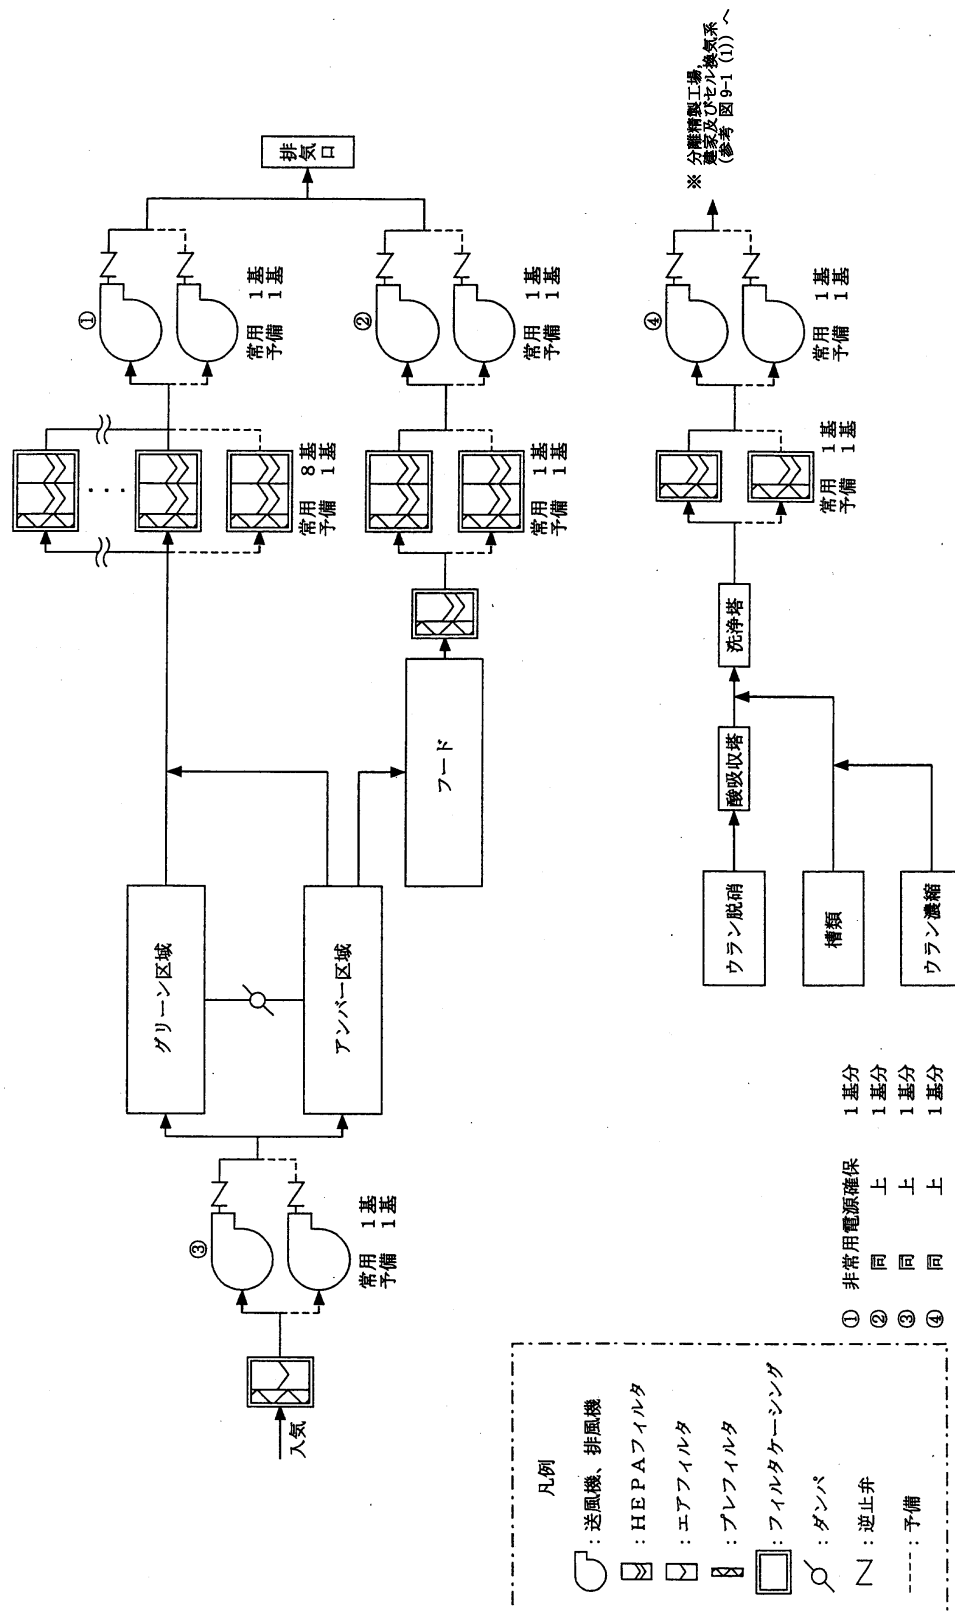 入気
③
常用 1基
予備 1基
グリーン区域
アンバー区域
フード
常用 8基
予備 1基
①
常用 1基
予備 1基
常用 1基
予備 1基
②
常用 1基
予備 1基
排気口
ウラン脱硝
槽類
ウラン濃縮
酸吸収塔
洗浄塔
常用 1基
予備 1基
④
常用 1基
予備 1基
※ 分離精製工場,
建家及びセル換気系
(参考 図9-1 (1)) へ
凡例
: 送風機、排風機
: HEPAフィルタ
: エアフィルタ
: プレフィルタ
: フィルタケーシング
: ダンパ
: 逆止弁
: 予備
① 非常用電源確保 1基分
② 同 上 1基分
③ 同 上 1基分
④ 同 上 1基分